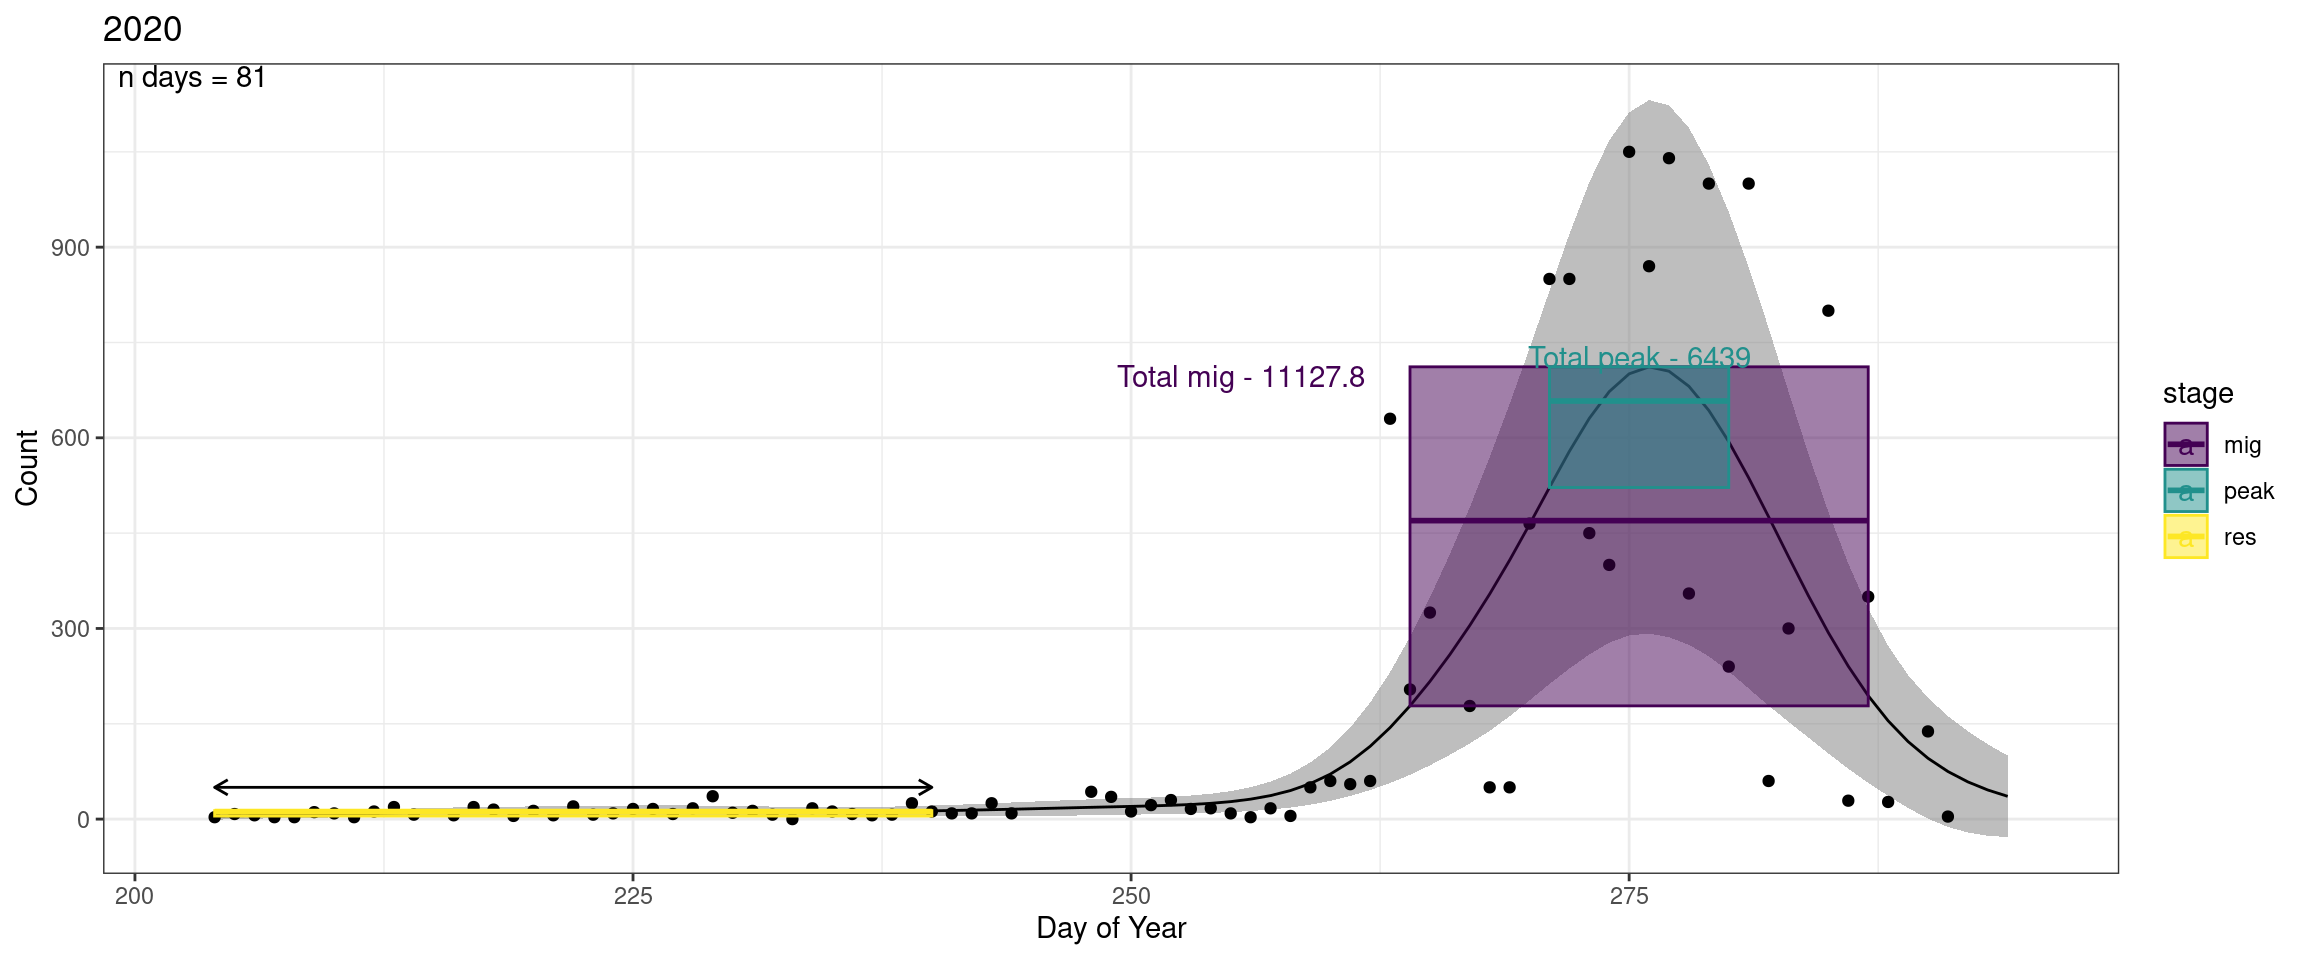 2020
n days = 81
Total peak - 6439
Total mig - 11127.8
900
600
300
0
200
225
250
275
Day of Year
Count
stage
a mig
a peak
a res